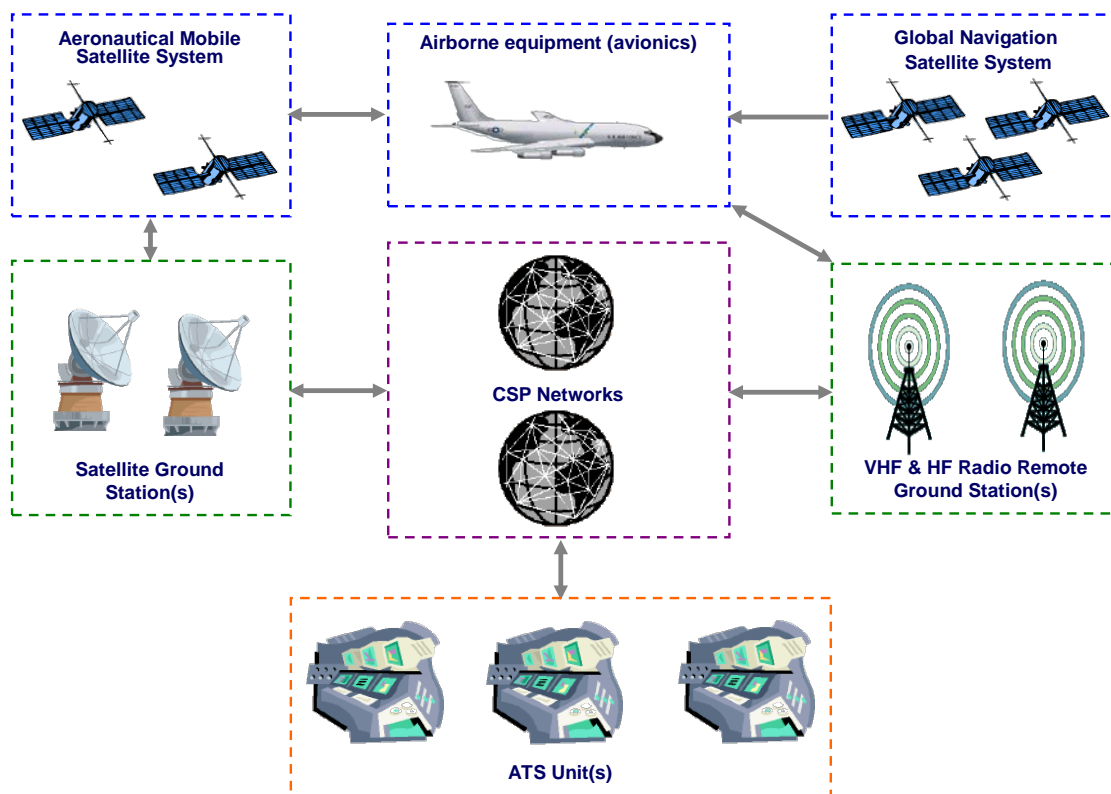 Aeronautical Mobile
Satellite System
Airborne equipment (avionics)
Global Navigation
Satellite System
CSP Networks
Satellite Ground
Station(s)
VHF & HF Radio Remote
Ground Station(s)
ATS Unit(s)